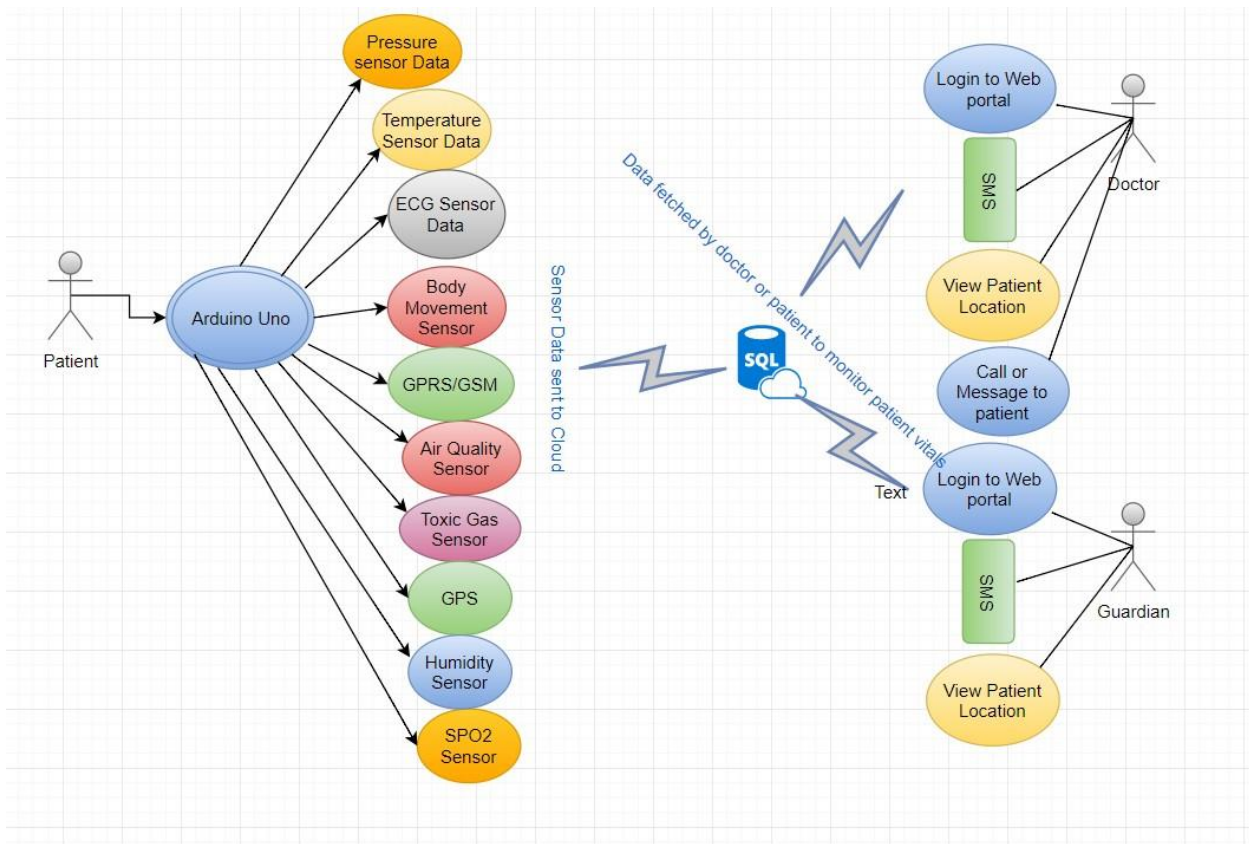 Pressure
sensor Data
Temperature
Sensor Data
ECG Sensor
Data
Body
Movement
Sensor
GPRS/GSM
Air Quality
Sensor
Toxic Gas
Sensor
GPS
Humidity
Sensor
SPO2
Sensor
Patient
Arduino Uno
Sensor Data sent to Cloud
SQL
Data fetched by doctor or patient to monitor patient vitals
Text
Login to Web
portal
SMS
View Patient
Location
Call or
Message to
patient
Doctor
Login to Web
portal
SMS
View Patient
Location
Guardian